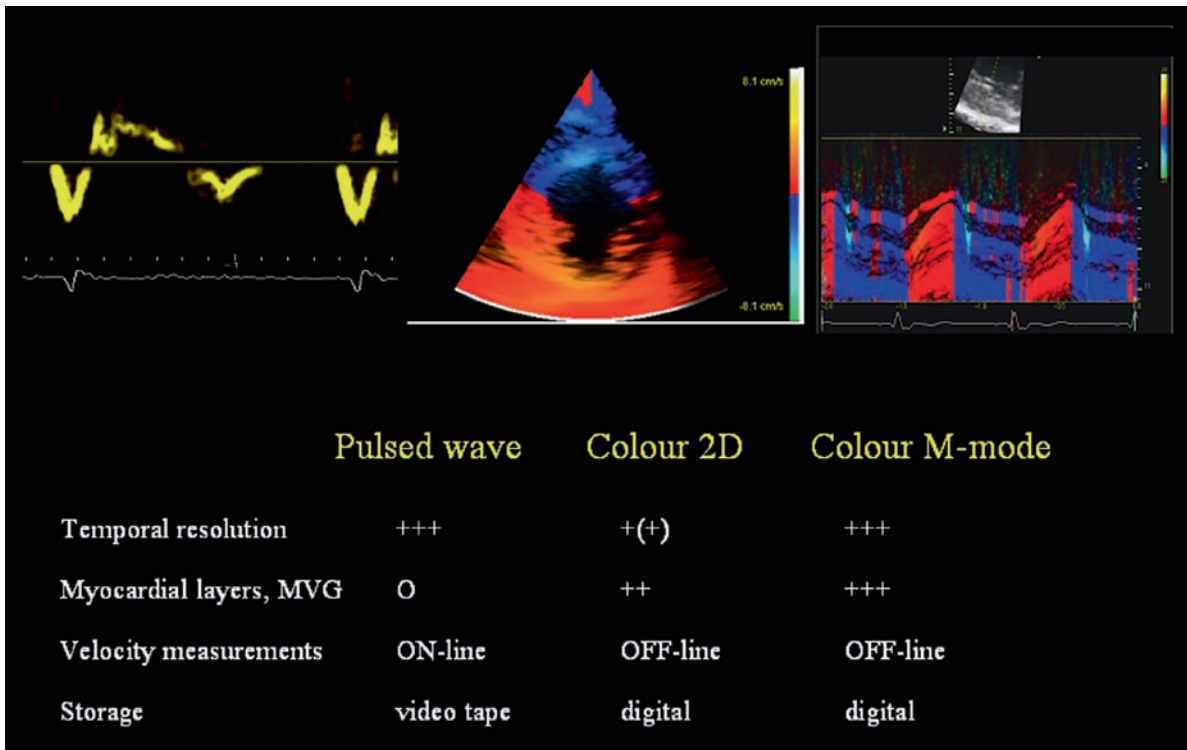 8.1 cm/s
-8.1 cm/s
Pulsed wave Colour 2D Colour M-mode
Temporal resolution +++ +(+) +++
Myocardial layers, MVG O ++ +++
Velocity measurements ON-line OFF-line OFF-line
Storage video tape digital digital